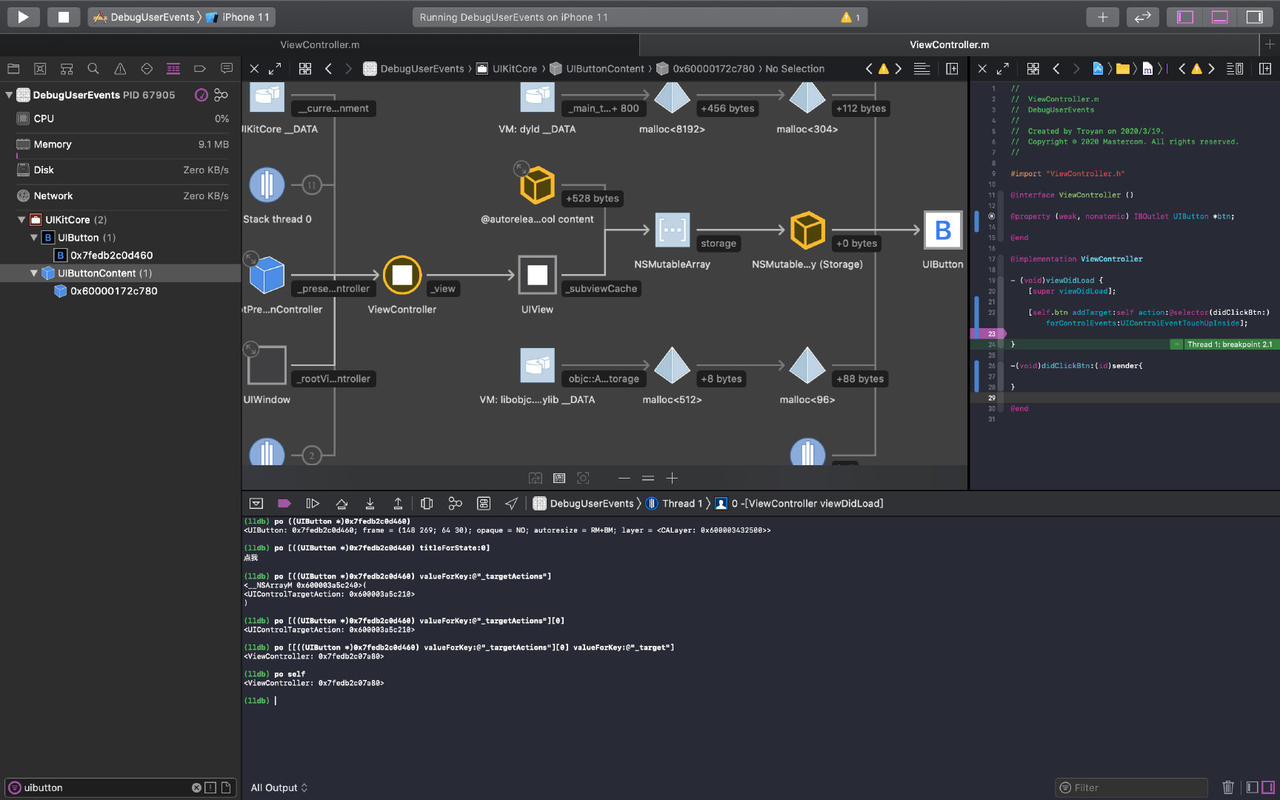 DebugUserEvents
iPhone 11
Running DebugUserEvents on iPhone 11
1
ViewController.m
ViewController.m
DebugUserEvents
UIKitCore
UIButtonContent
0x60000172c780
No Selection
DebugUserEvents PID 67905
CPU
0%
Memory
9.1 MB
Disk
Zero KB/s
Network
Zero KB/s
UIKitCore (2)
B UIButton (1)
B 0x7fedb2c0d460
UIButtonContent (1)
0x60000172c780
__curre...nment
_main_t...+ 800
+456 bytes
+112 bytes
UIKitCore __DATA
VM: dyld __DATA
malloc<8192>
malloc<304>
11
Stack thread 0
+528 bytes
@autorelea...ool content
storage
+0 bytes
B
NSMutableArray
NSMutable...y (Storage)
UIButton
_prese...ntroller
_view
_subviewCache
otPre...nController
ViewController
UIView
_rootVi...ntroller
objc::A...torage
+8 bytes
+88 bytes
UIWindow
VM: libobjc....ylib __DATA
malloc<512>
malloc<96>
2
1 //
2 // ViewController.m
3 // DebugUserEvents
4 //
5 // Created by Troyan on 2020/3/19.
6 // Copyright © 2020 Mastercom. All rights reserved.
7 //
8
9 #import "ViewController.h"
10
11 @interface ViewController ()
12
@property (weak, nonatomic) IBOutlet UIButton *btn;
14
15 @end
16
17 @implementation ViewController
18
19 - (void)viewDidLoad {
20 [super viewDidLoad];
21
22 [self.btn addTarget:self action:@selector(didClickBtn:)
forControlEvents:UIControlEventTouchUpInside];
23
24 } Thread 1: breakpoint 2.1
25
26 -(void)didClickBtn:(id)sender{
27
28 }
29
30 @end
31
DebugUserEvents
Thread 1
0 -[ViewController viewDidLoad]
(lldb) po ((UIButton *)0x7fedb2c0d460)
<UIButton: 0x7fedb2c0d460; frame = (148 269; 64 30); opaque = NO; autoresize = RM+BM; layer = <CALayer: 0x600003432500>>
(lldb) po [((UIButton *)0x7fedb2c0d460) titleForState:0]
点我
(lldb) po [((UIButton *)0x7fedb2c0d460) valueForKey:@"_targetActions"]
<__NSArrayM 0x600003a5c240>(
<UIControlTargetAction: 0x600003a5c210>
)
(lldb) po [((UIButton *)0x7fedb2c0d460) valueForKey:@"_targetActions"][0]
<UIControlTargetAction: 0x600003a5c210>
(lldb) po [[((UIButton *)0x7fedb2c0d460) valueForKey:@"_targetActions"][0] valueForKey:@"_target"]
<ViewController: 0x7fedb2c07a80>
(lldb) po self
<ViewController: 0x7fedb2c07a80>
(lldb)
uibutton
All Output
Filter